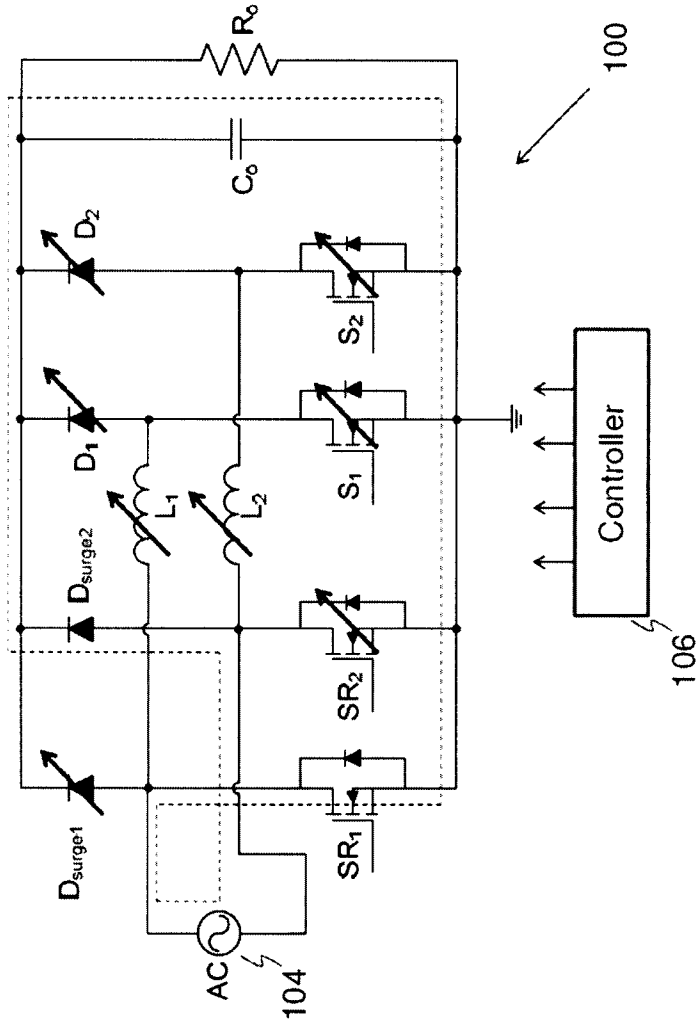 Dsurge1
Dsurge2
D1
D2
L1
L2
Co
Ro
AC
104
SR1
SR2
S1
S2
100
Controller
106